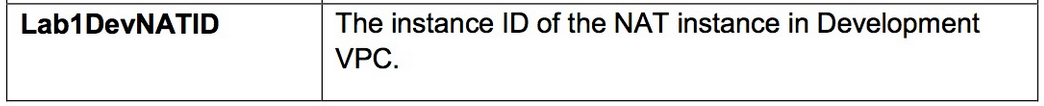 Lab1DevNATID
The instance ID of the NAT instance in Development
VPC.